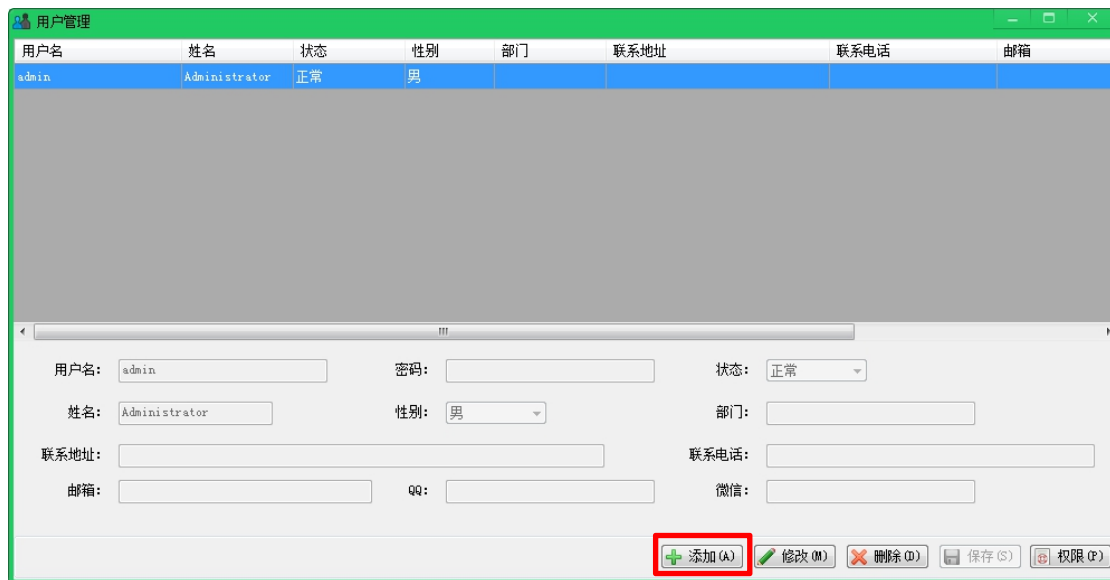 用户管理
用户名 姓名 状态 性别 部门 联系地址 联系电话 邮箱
admin Administrator 正常 男
用户名: admin 密码: 状态: 正常
姓名: Administrator 性别: 男 部门:
联系地址: 联系电话:
邮箱: QQ: 微信:
添加(A) 修改(M) 删除(D) 保存(S) 权限(P)